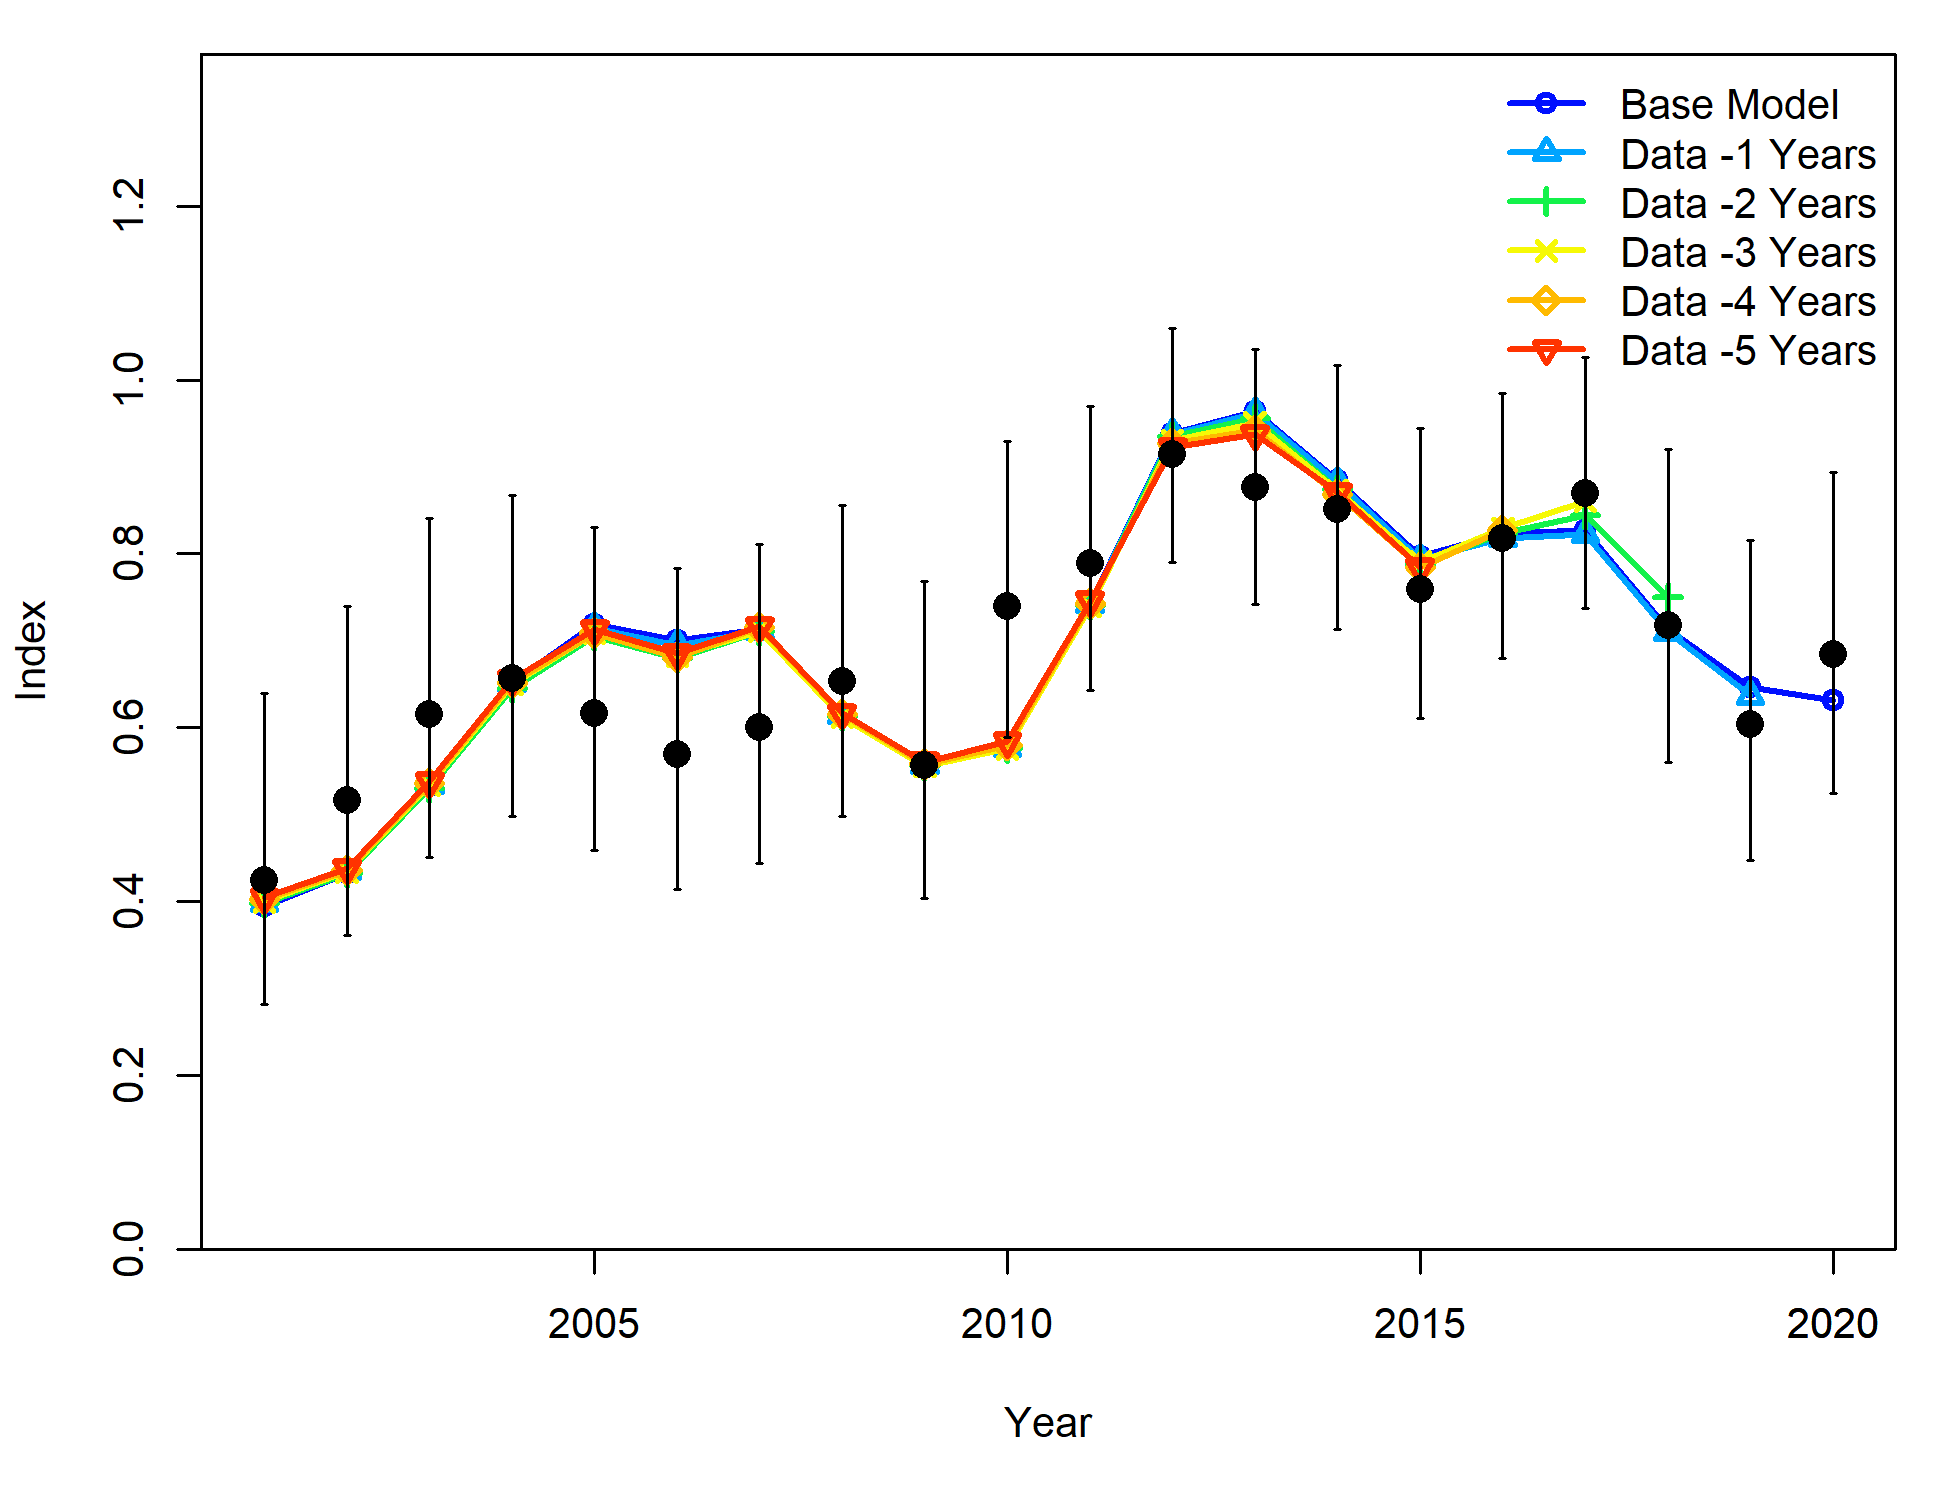 Base Model
Data -1 Years
Data -2 Years
Data -3 Years
Data -4 Years
Data -5 Years
1.2
1.0
0.8
0.6
0.4
0.2
0.0
Index
2005 2010 2015 2020
Year